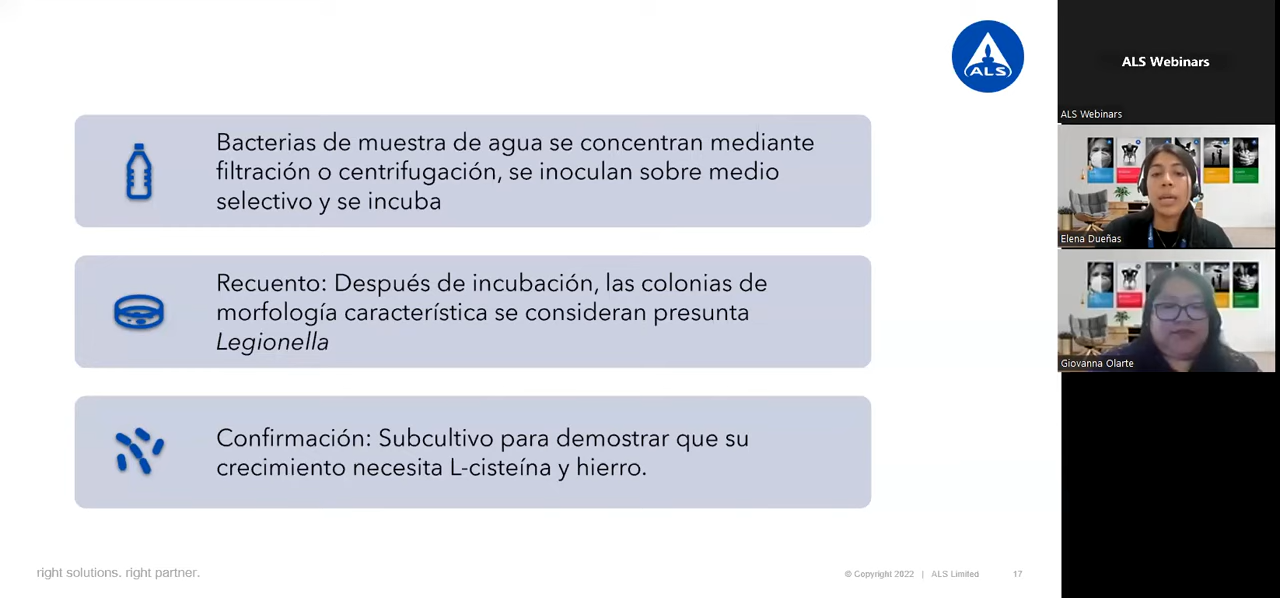 ALS
Bacterias de muestra de agua se concentran mediante
filtración o centrifugación, se inoculan sobre medio
selectivo y se incuba
Recuento: Después de incubación, las colonias de
morfología característica se consideran presunta
Legionella
Confirmación: Subcultivo para demostrar que su
crecimiento necesita L-cisteína y hierro.
right solutions. right partner.
© Copyright 2022 | ALS Limited 17
ALS Webinars
ALS Webinars
Elena Dueñas
Giovanna Olarte